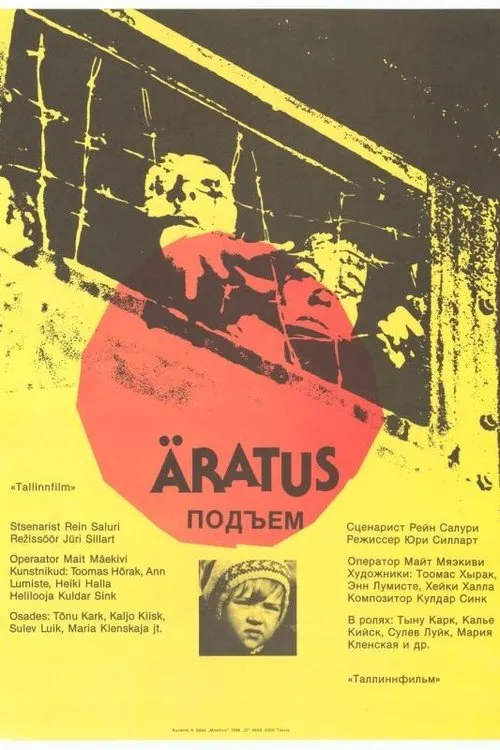 ÄRATUS
ПОДЪЕМ
«Tallinnfilm»
Stsenarist Rein Saluri
Režissöör Jüri Sillart
Operaator Mait Mäekivi
Kunstnikud: Toomas Hõrak, Ann
Lumiste, Heiki Halla
Helilooja Kuldar Sink
Osades: Tõnu Kark, Kaljo Kiisk,
Sulev Luik, Maria Klenskaja jt.
Сценарист Рейн Салури
Режиссер Юри Силларт
Оператор Майт Мяэкиви
Художники: Тоомас Хырак,
Энн Лумисте, Хейки Халла
Композитор Кулдар Синк
В ролях: Тыну Карк, Калье
Кийск, Сулев Луйк, Мария
Кленская и др.
«Таллиннфильм»